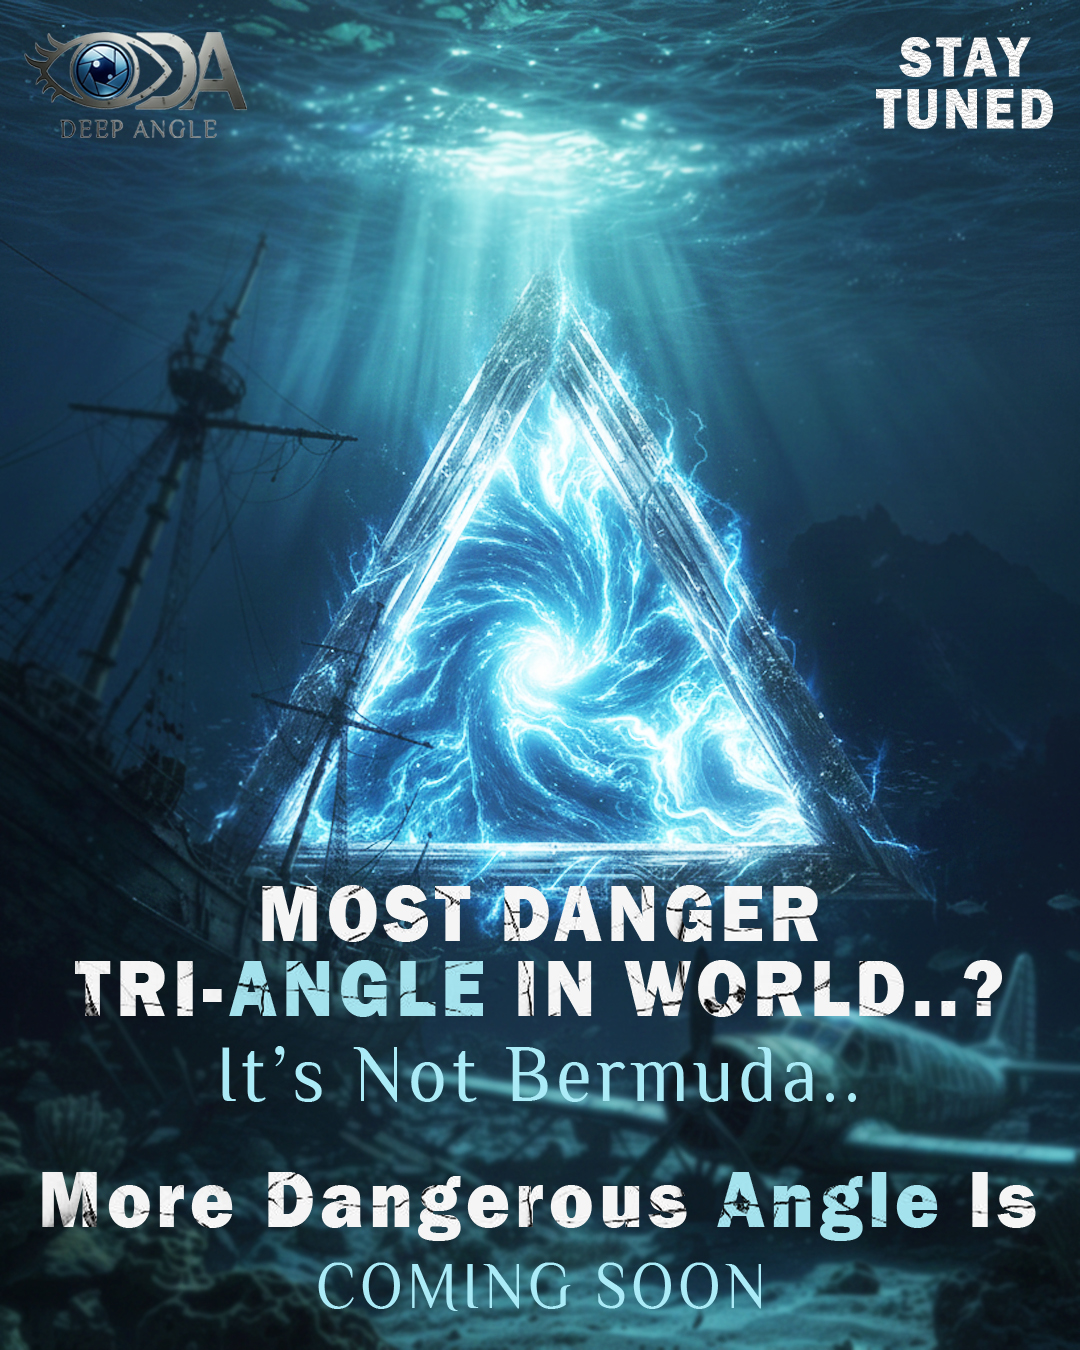 DA
DEEP ANGLE
STAY
TUNED
MOST DANGER
TRI-ANGLE IN WORLD..?
It's Not Bermuda..
More Dangerous Angle Is
COMING SOON